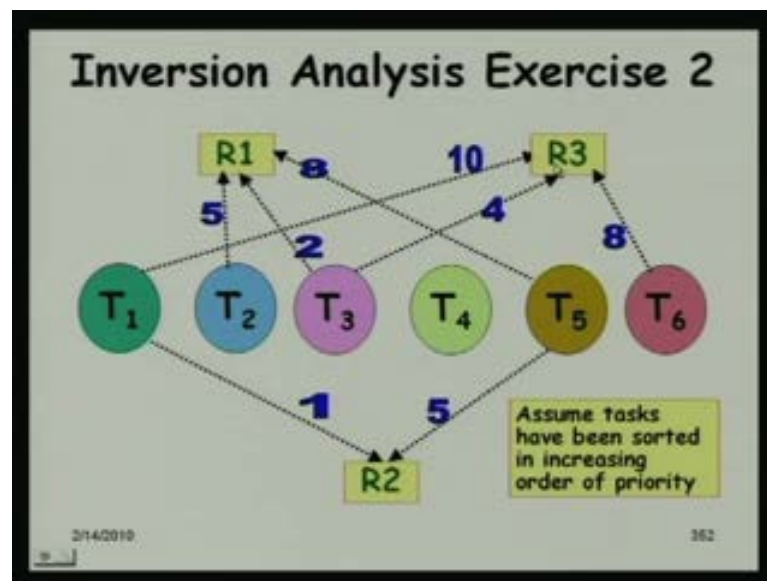 Inversion Analysis Exercise 2
R1
R3
8
10
5
2
4
8
T1
T2
T3
T4
T5
T6
1
5
R2
Assume tasks
have been sorted
in increasing
order of priority
2/14/2010
352